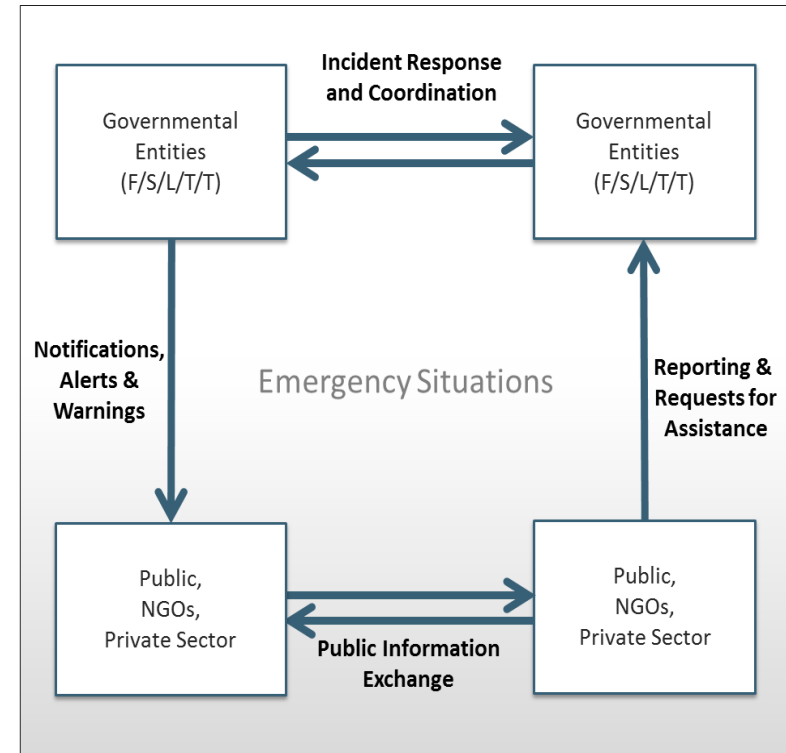 Incident Response
and Coordination
Governmental
Entities
(F/S/L/T/T)
Governmental
Entities
(F/S/L/T/T)
Notifications,
Alerts &
Warnings
Emergency Situations
Reporting &
Requests for
Assistance
Public,
NGOs,
Private Sector
Public,
NGOs,
Private Sector
Public Information
Exchange